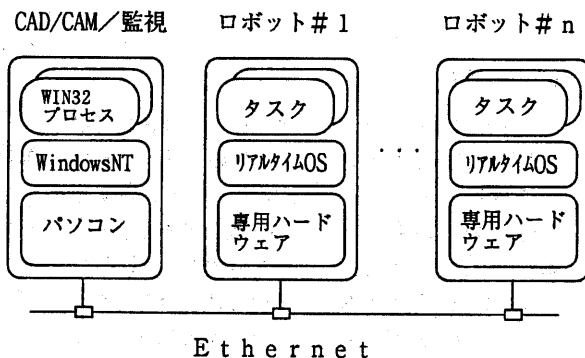 CAD/CAM／監視
ロボット＃1
ロボット＃n
WIN32
プロセス
タスク
タスク
WindowsNT
リアルタイムOS
・・・
リアルタイムOS
パソコン
専用ハード
ウェア
専用ハード
ウェア
Ethernet